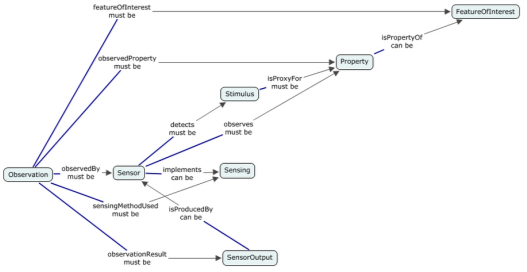 featureOfInterest
must be
FeatureOfInterest
isPropertyOf
can be
observedProperty
must be
Property
isProxyFor
must be
Stimulus
detects
must be
observes
must be
Observation
observedBy
must be
Sensor
implements
can be
Sensing
sensingMethodUsed
must be
isProducedBy
can be
observationResult
must be
SensorOutput